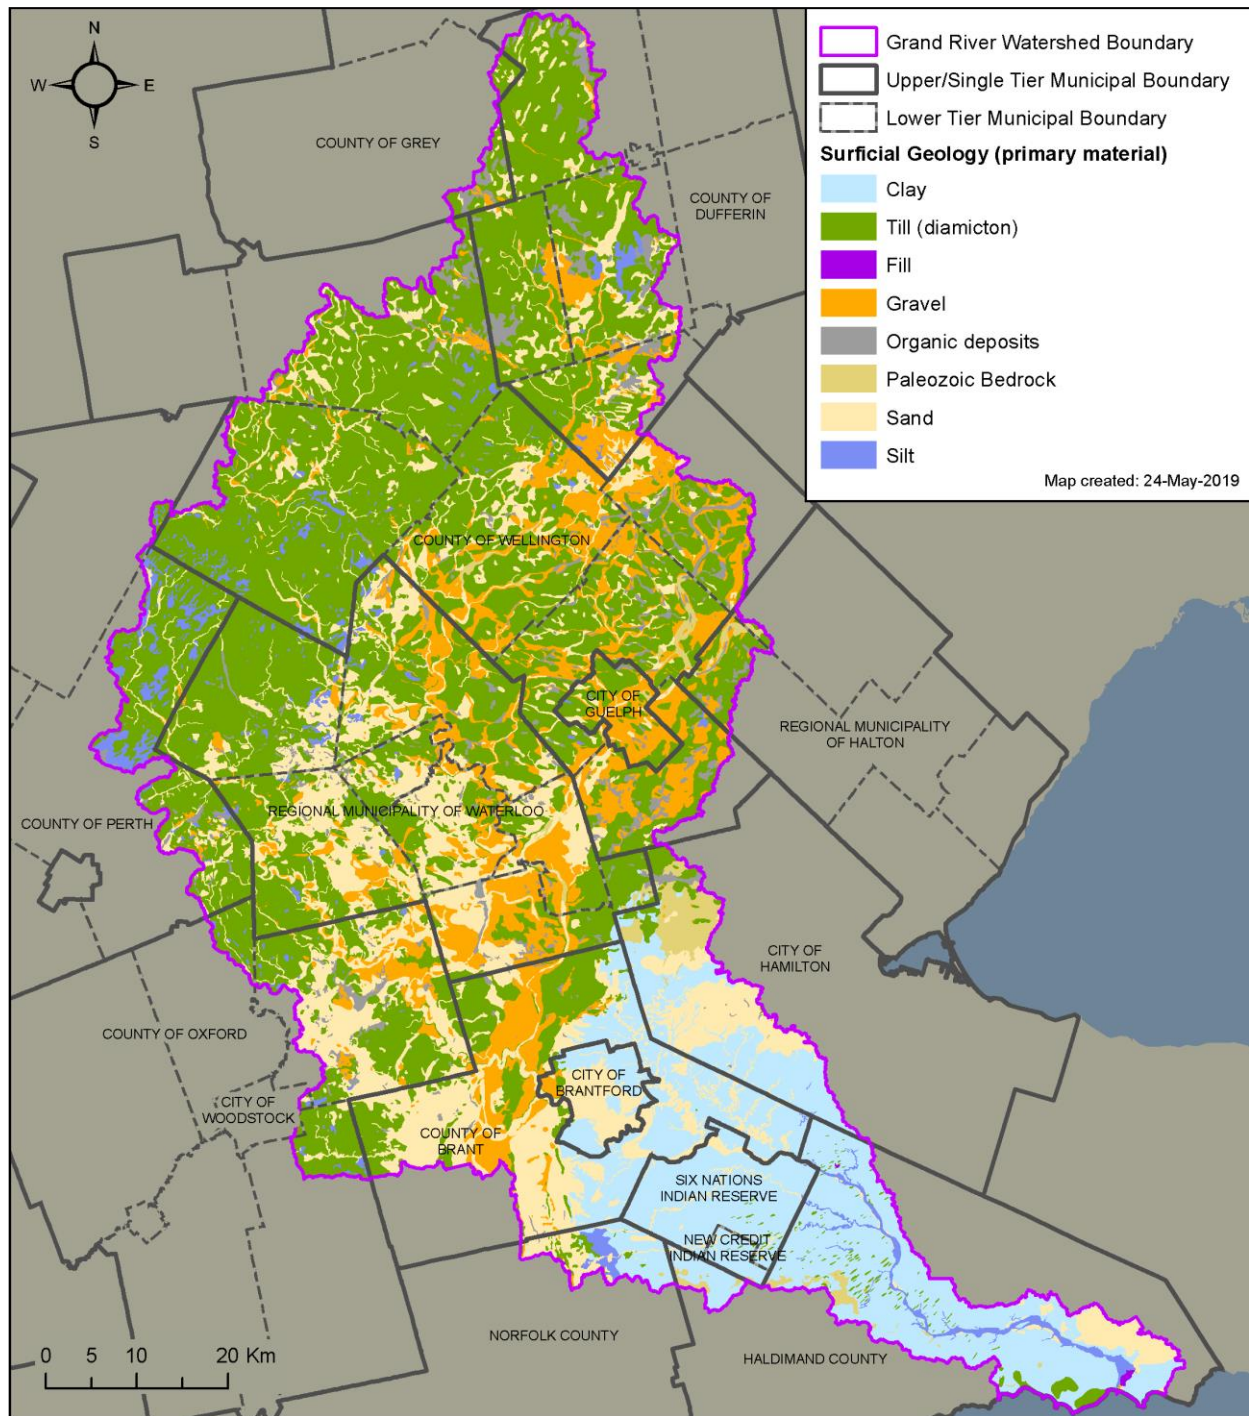 N
W E
S
Grand River Watershed Boundary
Upper/Single Tier Municipal Boundary
Lower Tier Municipal Boundary
Surficial Geology (primary material)
Clay
Till (diamicton)
Fill
Gravel
Organic deposits
Paleozoic Bedrock
Sand
Silt
Map created: 24-May-2019
COUNTY OF GREY
COUNTY OF
DUFFERIN
COUNTY OF WELLINGTON
CITY OF
GUELPH
REGIONAL MUNICIPALITY
OF HALTON
REGIONAL MUNICIPALITY OF WATERLOO
COUNTY OF PERTH
CITY OF
HAMILTON
COUNTY OF OXFORD
CITY OF
WOODSTOCK
CITY OF
BRANTFORD
COUNTY OF
BRANT
SIX NATIONS
INDIAN RESERVE
NEW CREDIT
INDIAN RESERVE
NORFOLK COUNTY
HALDIMAND COUNTY
0 5 10 20 Km